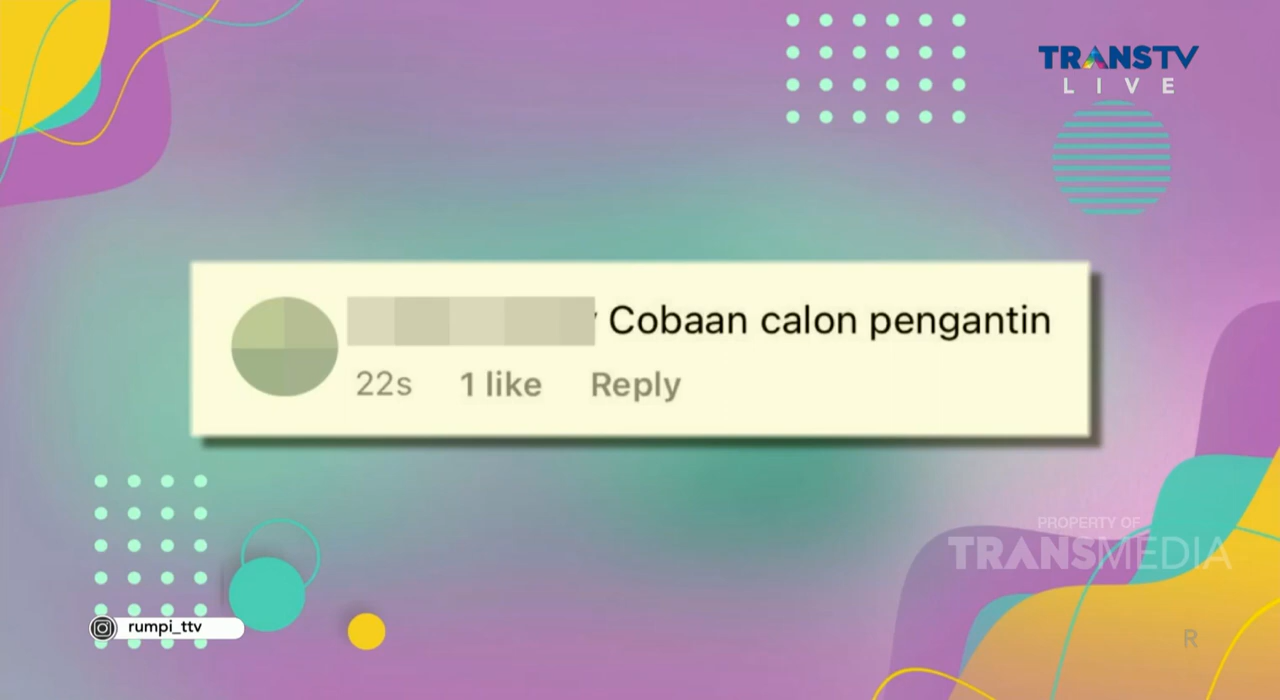 TRANSTV
LIVE
Cobaan calon pengantin
22s 1 like Reply
PROPERTY OF
TRANSMEDIA
rumpi_ttv
R